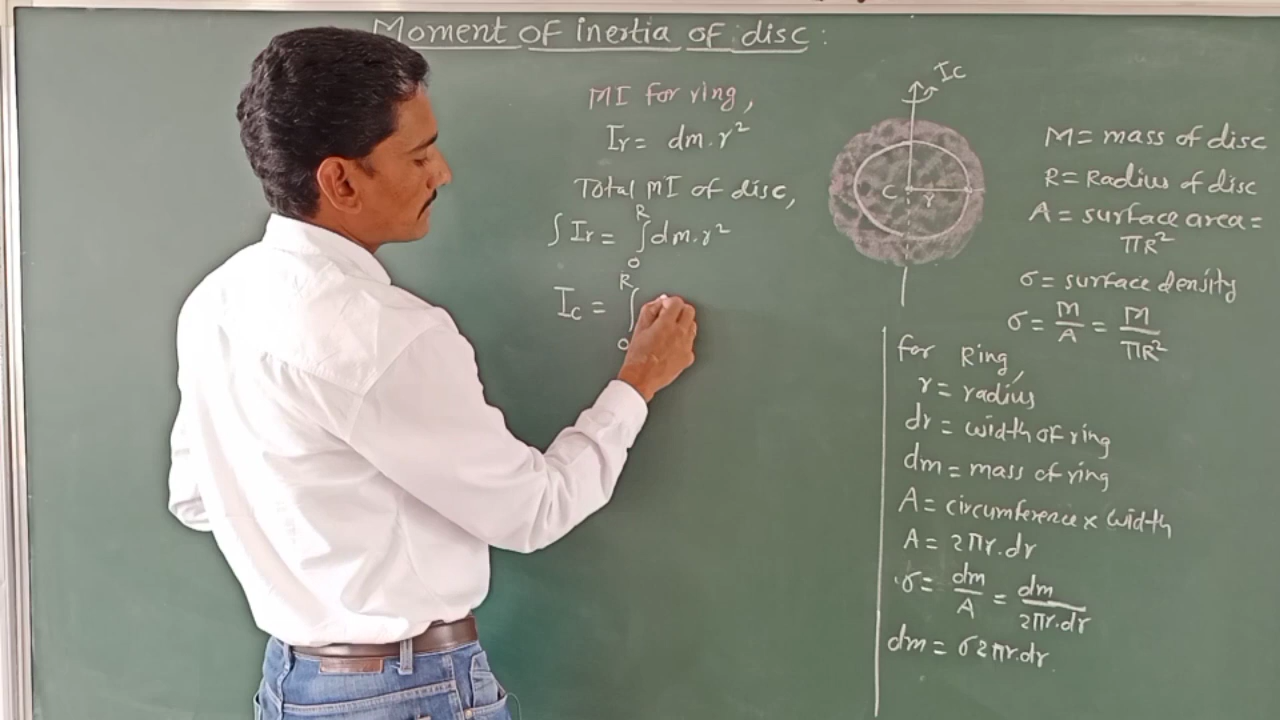 Moment of inertia of disc:
MI for ring,
Ir = dm.r²
Total MI of disc,
∫ Ir = ∫₀ᴿ dm.r²
Ic = ∫₀ᴿ
Ic
C
r
M = mass of disc
R = Radius of disc
A = surface area =
πR²
σ = surface density
σ = M/A = M/πR²
for Ring,
r = radius
dr = width of ring
dm = mass of ring
A = circumference x width
A = 2πr.dr
σ = dm/A = dm/2πr.dr
dm = σ2πr.dr.